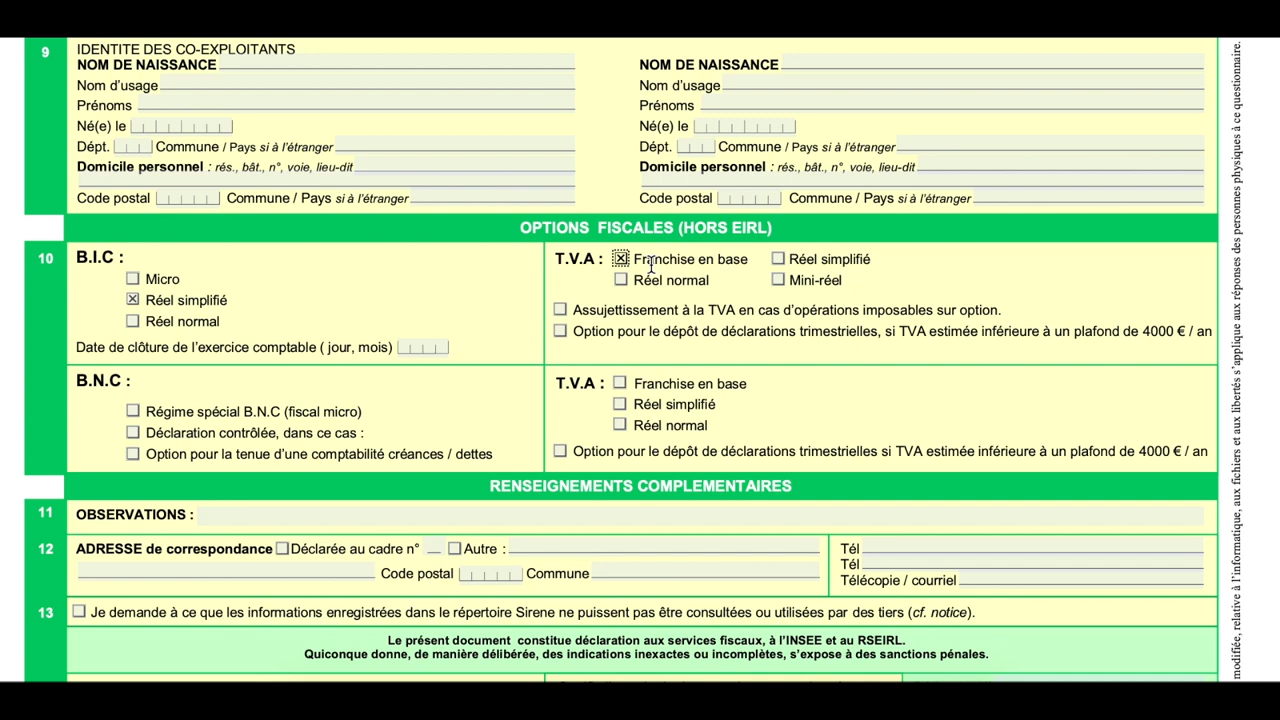 9
IDENTITE DES CO-EXPLOITANTS
NOM DE NAISSANCE
Nom d’usage
Prénoms
Né(e) le
Dépt. Commune / Pays si à l’étranger
Domicile personnel : rés., bât., n°, voie, lieu-dit
Code postal Commune / Pays si à l’étranger
NOM DE NAISSANCE
Nom d’usage
Prénoms
Né(e) le
Dépt. Commune / Pays si à l’étranger
Domicile personnel : rés., bât., n°, voie, lieu-dit
Code postal Commune / Pays si à l’étranger
OPTIONS FISCALES (HORS EIRL)
10
B.I.C :
Micro
Réel simplifié
Réel normal
Date de clôture de l’exercice comptable ( jour, mois)
T.V.A : Franchise en base Réel simplifié
Réel normal Mini-réel
Assujettissement à la TVA en cas d’opérations imposables sur option.
Option pour le dépôt de déclarations trimestrielles, si TVA estimée inférieure à un plafond de 4000 € / an
B.N.C :
Régime spécial B.N.C (fiscal micro)
Déclaration contrôlée, dans ce cas :
Option pour la tenue d’une comptabilité créances / dettes
T.V.A : Franchise en base
Réel simplifié
Réel normal
Option pour le dépôt de déclarations trimestrielles si TVA estimée inférieure à un plafond de 4000 € / an
RENSEIGNEMENTS COMPLEMENTAIRES
11
OBSERVATIONS :
12
ADRESSE de correspondance Déclarée au cadre n° Autre :
Code postal Commune
Tél
Tél
Télécopie / courriel
13
Je demande à ce que les informations enregistrées dans le répertoire Sirene ne puissent pas être consultées ou utilisées par des tiers (cf. notice).
Le présent document constitue déclaration aux services fiscaux, à l’INSEE et au RSEIRL.
Quiconque donne, de manière délibérée, des indications inexactes ou incomplètes, s’expose à des sanctions pénales.
modifiée, relative à l’informatique, aux fichiers et aux libertés s’applique aux réponses des personnes physiques à ce questionnaire.